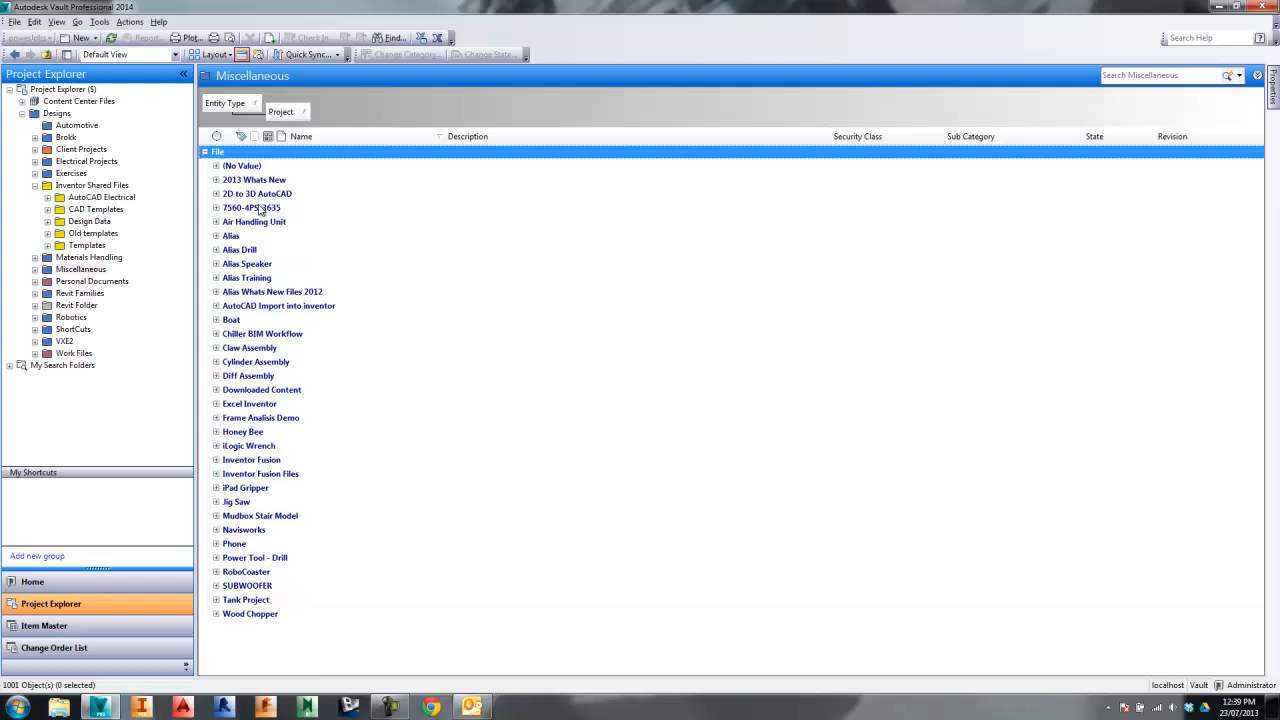 Autodesk Vault Professional 2014
File Edit View Go Tools Actions Help
powerJobs New Report... Plot... Check In... Find...
Search Help
Default View Layout Quick Sync... Change Category... Change State...
Project Explorer
Project Explorer ($)
Content Center Files
Designs
Automotive
Brokk
Client Projects
Electrical Projects
Exercises
Inventor Shared Files
AutoCAD Electrical
CAD Templates
Design Data
Old templates
Templates
Materials Handling
Miscellaneous
Personal Documents
Revit Families
Revit Folder
Robotics
ShortCuts
VXE2
Work Files
My Search Folders
My Shortcuts
Add new group
Home
Project Explorer
Item Master
Change Order List
Miscellaneous
Search Miscellaneous
Properties
Entity Type
Project
Name Description Security Class Sub Category State Revision
File
(No Value)
2013 Whats New
2D to 3D AutoCAD
Air Handling Unit
Alias
Alias Drill
Alias Speaker
Alias Training
Alias Whats New Files 2012
AutoCAD Import into inventor
Boat
Chiller BIM Workflow
Claw Assembly
Cylinder Assembly
Diff Assembly
Downloaded Content
Excel Inventor
Frame Analisis Demo
Honey Bee
iLogic Wrench
Inventor Fusion
Inventor Fusion Files
iPad Gripper
Jig Saw
Mudbox Stair Model
Navisworks
Phone
Power Tool - Drill
RoboCoaster
SUBWOOFER
Tank Project
Wood Chopper
1001 Object(s) (0 selected)
localhost Vault Administrator
12:39 PM
23/07/2013